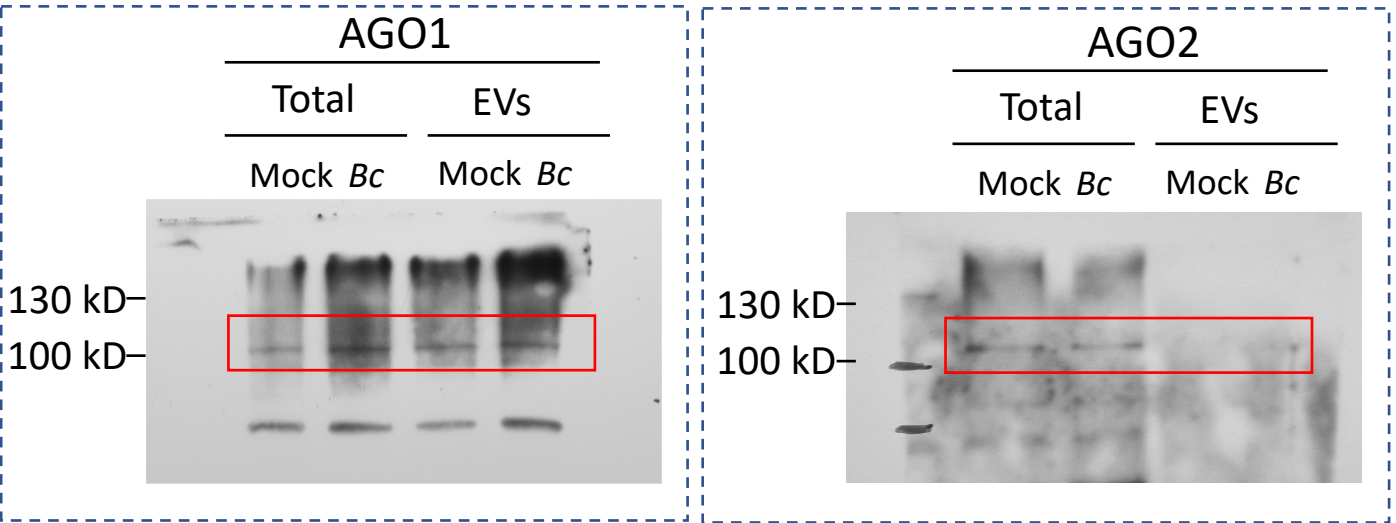 AGO1
Total EVs
Mock Bc Mock Bc
130 kD
100 kD
AGO2
Total EVs
Mock Bc Mock Bc
130 kD
100 kD